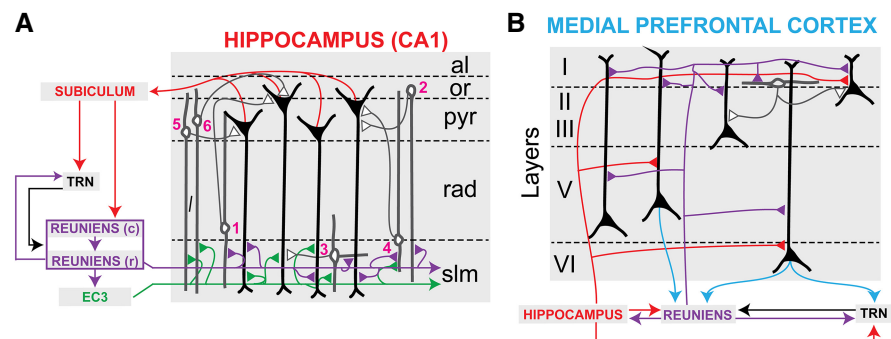 A
HIPPOCAMPUS (CA1)
al
or
pyr
rad
slm
SUBICULUM
TRN
REUNIENS (c)
REUNIENS (r)
EC3
5
6
2
1
3
4
I
B
MEDIAL PREFRONTAL CORTEX
Layers
I
II
III
V
VI
HIPPOCAMPUS
REUNIENS
TRN